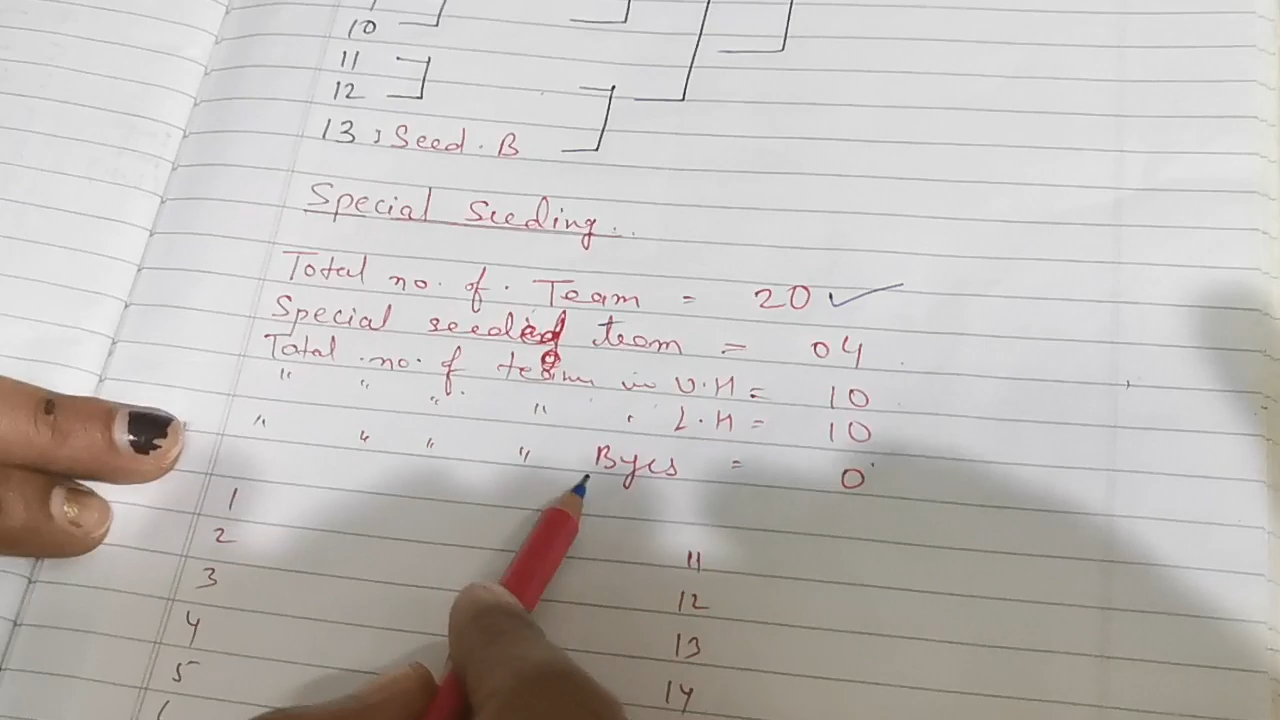 10
11
12
13, Seed. B
Special Seeding..
Total no. of. Team = 20 ✓
Special seeded team = 04
Total no. of team in U.H = 10
" " " " " L.H = 10
" " " " Byes = 0
1
2
11
3
12
4
13
5
14